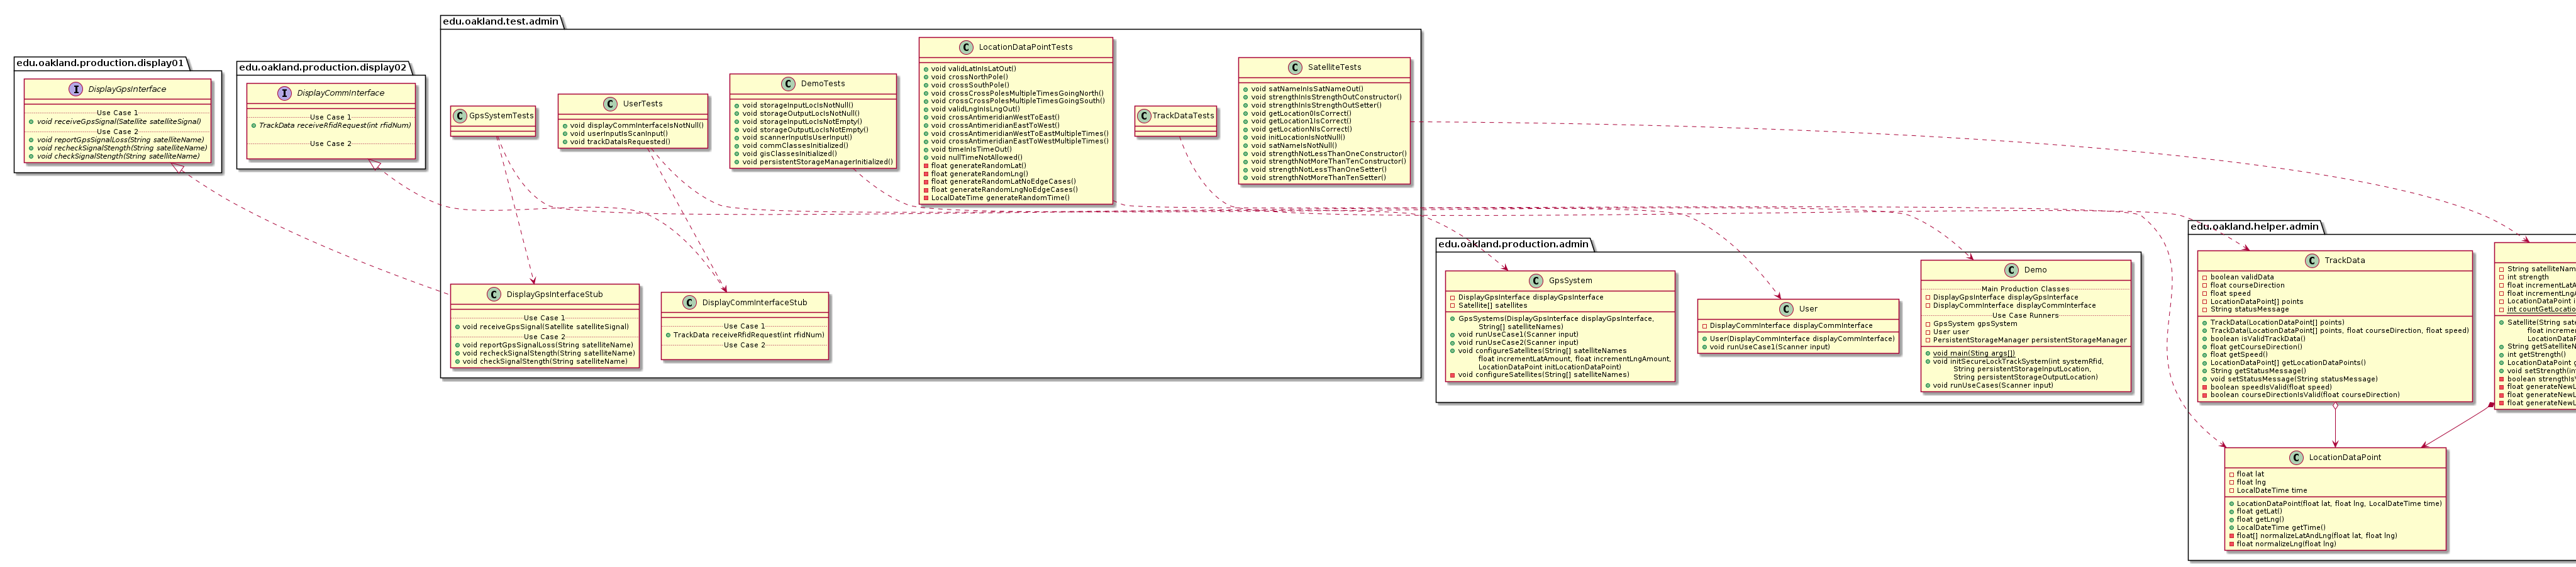 edu.oakland.production.display01
I DisplayGpsInterface
Use Case 1
void receiveGpsSignal(Satellite satelliteSignal)
Use Case 2
void reportGpsSignalLoss(String satelliteName)
void recheckSignalStength(String satelliteName)
void checkSignalStength(String satelliteName)
edu.oakland.production.display02
I DisplayCommInterface
Use Case 1
TrackData receiveRfidRequest(int rfidNum)
Use Case 2
edu.oakland.test.admin
C GpsSystemTests
C UserTests
void displayCommInterfaceIsNotNull()
void userInputIsScanInput()
void trackDataIsRequested()
C DemoTests
void storageInputLocIsNotNull()
void storageOutputLocIsNotNull()
void storageInputLocIsNotEmpty()
void storageOutputLocIsNotEmpty()
void scannerInputIsUserInput()
void commClassesInitialized()
void gisClassesInitialized()
void persistentStorageManagerInitialized()
C LocationDataPointTests
void validLatInIsLatOut()
void crossNorthPole()
void crossSouthPole()
void crossCrossPolesMultipleTimesGoingNorth()
void crossCrossPolesMultipleTimesGoingSouth()
void validLngInIsLngOut()
void crossAntimeridianWestToEast()
void crossAntimeridianEastToWest()
void crossAntimeridianWestToEastMultipleTimes()
void crossAntimeridianEastToWestMultipleTimes()
void timeInIsTimeOut()
void nullTimeNotAllowed()
float generateRandomLat()
float generateRandomLng()
float generateRandomLatNoEdgeCases()
float generateRandomLngNoEdgeCases()
LocalDateTime generateRandomTime()
C TrackDataTests
C SatelliteTests
void satNameInIsSatNameOut()
void strengthInIsStrengthOutConstructor()
void strengthInIsStrengthOutSetter()
void getLocation0IsCorrect()
void getLocation1IsCorrect()
void getLocationNIsCorrect()
void initLocationIsNotNull()
void satNameIsNotNull()
void strengthNotLessThanOneConstructor()
void strengthNotMoreThanTenConstructor()
void strengthNotLessThanOneSetter()
void strengthNotMoreThanTenSetter()
C DisplayGpsInterfaceStub
Use Case 1
void receiveGpsSignal(Satellite satelliteSignal)
Use Case 2
void reportGpsSignalLoss(String satelliteName)
void recheckSignalStength(String satelliteName)
void checkSignalStength(String satelliteName)
C DisplayCommInterfaceStub
Use Case 1
TrackData receiveRfidRequest(int rfidNum)
Use Case 2
edu.oakland.production.admin
C GpsSystem
DisplayGpsInterface displayGpsInterface
Satellite[] satellites
GpsSystems(DisplayGpsInterface displayGpsInterface,
String[] satelliteNames)
void runUseCase1(Scanner input)
void runUseCase2(Scanner input)
void configureSatellites(String[] satelliteNames
float incrementLatAmount, float incrementLngAmount,
LocationDataPoint initLocationDataPoint)
void configureSatellites(String[] satelliteNames)
C User
DisplayCommInterface displayCommInterface
User(DisplayCommInterface displayCommInterface)
void runUseCase1(Scanner input)
C Demo
Main Production Classes
DisplayGpsInterface displayGpsInterface
DisplayCommInterface displayCommInterface
Use Case Runners
GpsSystem gpsSystem
User user
PersistentStorageManager persistentStorageManager
void main(String args[])
void initSecureLockTrackSystem(int systemRfid,
String persistentStorageInputLocation,
String persistentStorageOutputLocation)
void runUseCases(Scanner input)
edu.oakland.helper.admin
C TrackData
boolean validData
float courseDirection
float speed
LocationDataPoint[] points
String statusMessage
TrackData(LocationDataPoint[] points)
TrackData(LocationDataPoint[] points, float courseDirection, float speed)
boolean isValidTrackData()
float getCourseDirection()
float getSpeed()
LocationDataPoint[] getLocationDataPoints()
String getStatusMessage()
void setStatusMessage(String statusMessage)
boolean speedIsValid(float speed)
boolean courseDirectionIsValid(float courseDirection)
String satelliteNam
int strength
float incrementLatA
float incrementLngA
LocationDataPoint i
int countGetLocatio
Satellite(String sate
float increme
LocationDataP
String getSatelliteN
int getStrength()
LocationDataPoint g
void setStrength(int
boolean strengthIs
float generateNewL
float generateNewL
float generateNewL
C LocationDataPoint
float lat
float lng
LocalDateTime time
LocationDataPoint(float lat, float lng, LocalDateTime time)
float getLat()
float getLng()
LocalDateTime getTime()
float[] normalizeLatAndLng(float lat, float lng)
float normalizeLng(float lng)